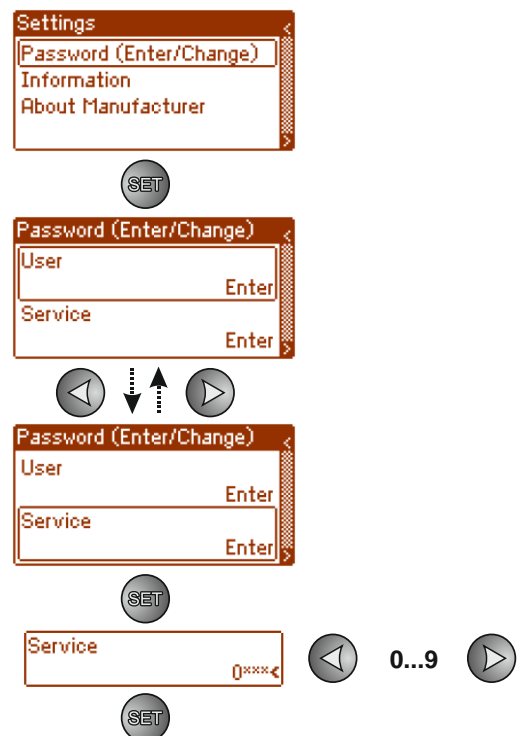 Settings <
Password (Enter/Change)
Information
About Manufacturer
>
SET
Password (Enter/Change) <
User
Enter
Service
Enter >
Password (Enter/Change) <
User
Enter
Service
Enter >
SET
Service
0***<
0...9
SET